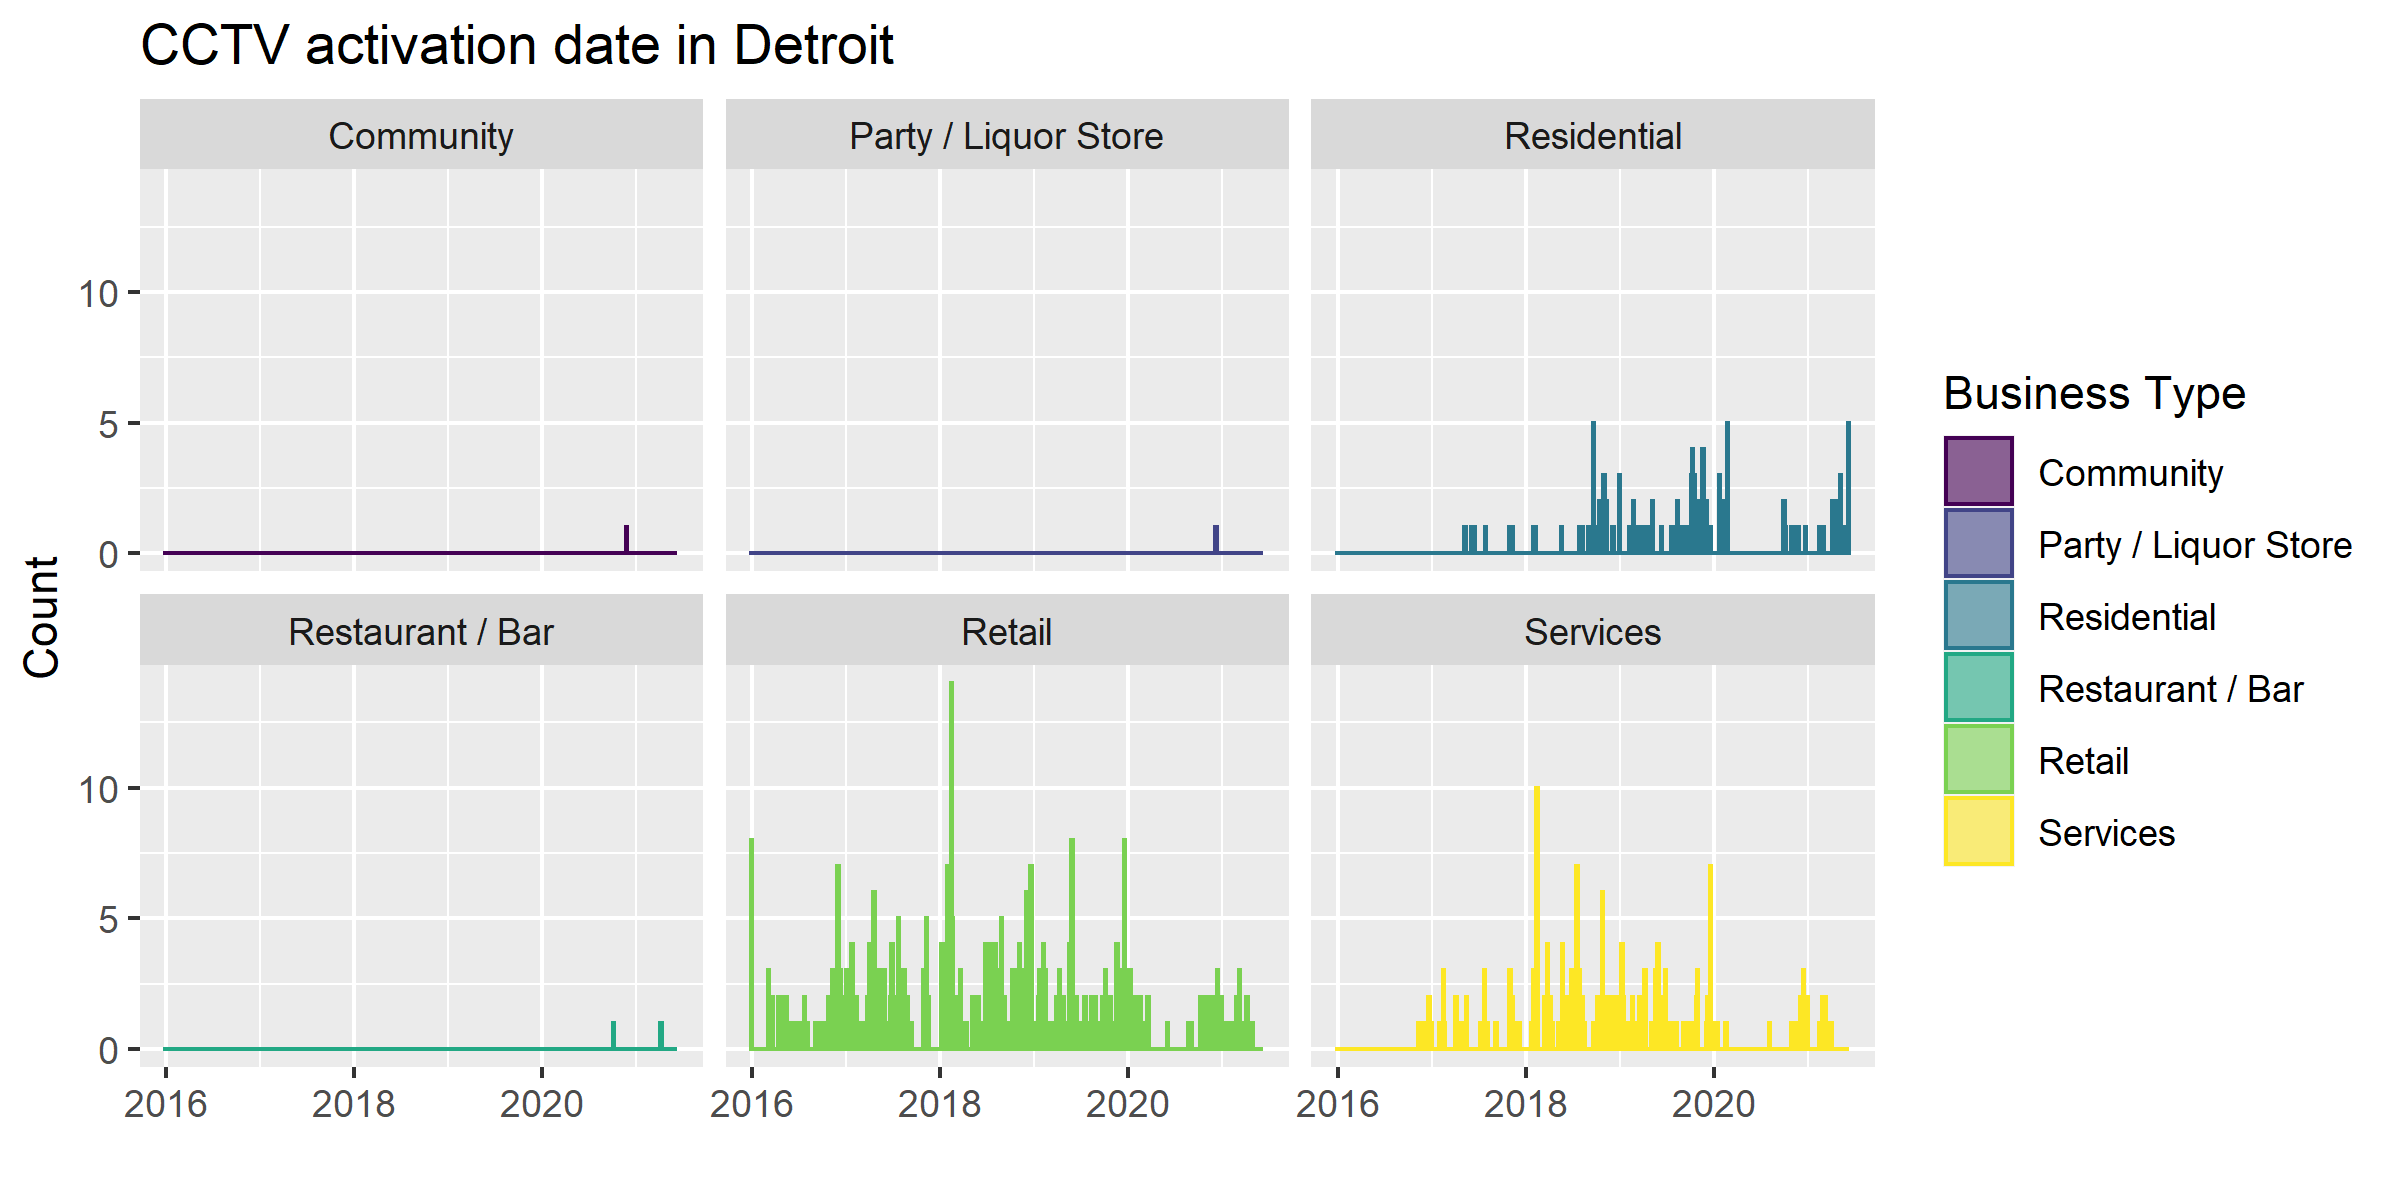 CCTV activation date in Detroit
Community
Party / Liquor Store
Residential
10
5
0
Restaurant / Bar
Retail
Services
10
5
0
2016
2018
2020
2016
2018
2020
2016
2018
2020
Count
Business Type
Community
Party / Liquor Store
Residential
Restaurant / Bar
Retail
Services